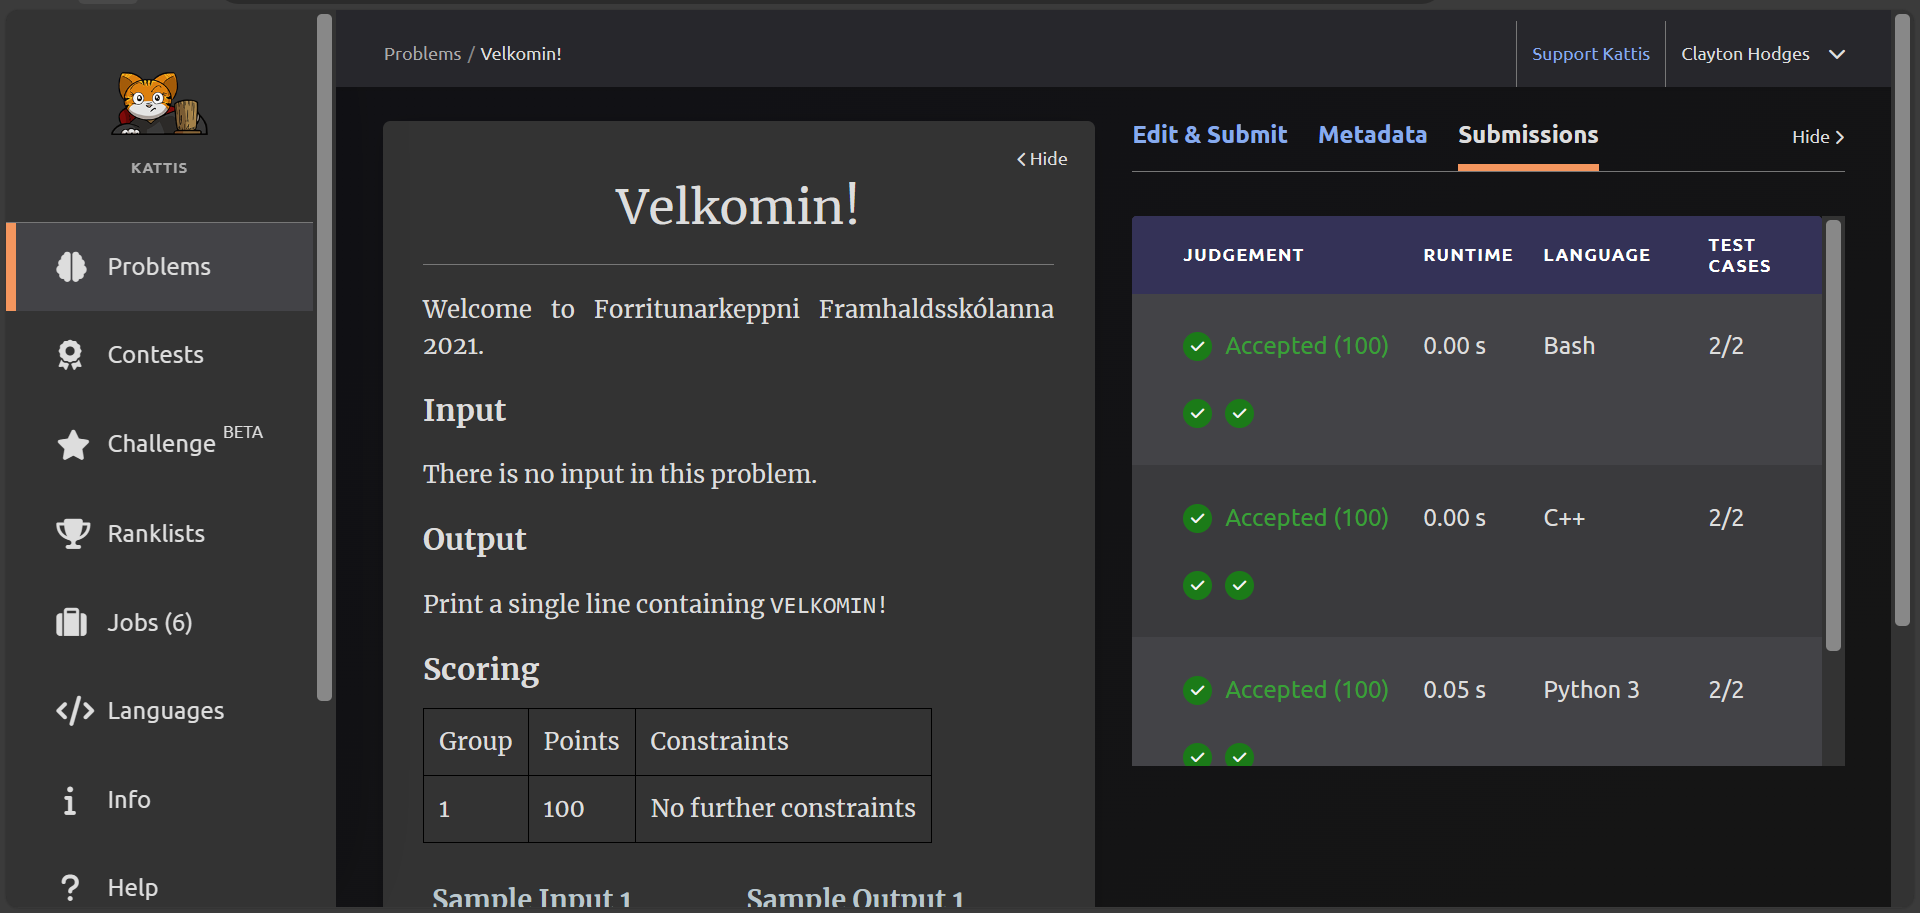 KATTIS
Problems
Contests
Challenge BETA
Ranklists
Jobs (6)
Languages
Info
Help
Problems / Velkomin!
Support Kattis
Clayton Hodges
Hide
Velkomin!
Welcome to Forritunarkeppni Framhaldsskólanna
2021.
Input
There is no input in this problem.
Output
Print a single line containing VELKOMIN!
Scoring
Group Points Constraints
1 100 No further constraints
Sample Input 1 Sample Output 1
Edit & Submit Metadata Submissions Hide
JUDGEMENT RUNTIME LANGUAGE TEST CASES
Accepted (100) 0.00 s Bash 2/2
Accepted (100) 0.00 s C++ 2/2
Accepted (100) 0.05 s Python 3 2/2